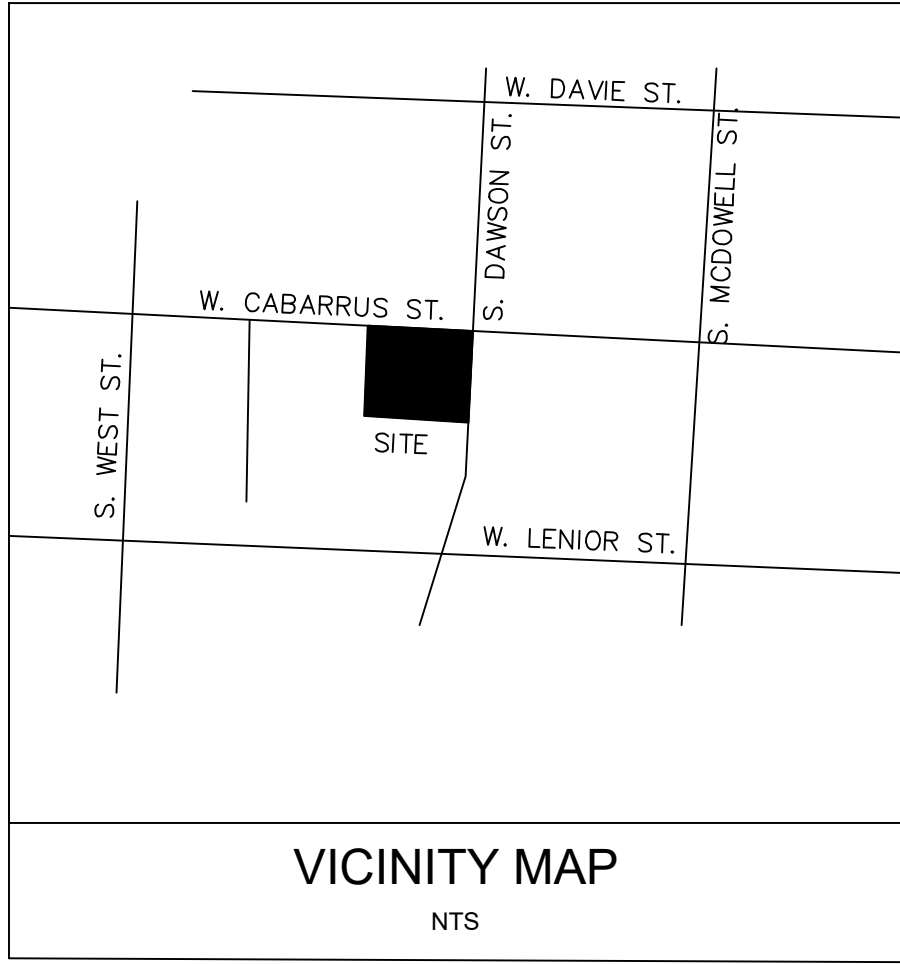 W. DAVIE ST.
S. DAWSON ST.
S. MCDOWELL ST.
W. CABARRUS ST.
S. WEST ST.
SITE
W. LENIOR ST.
VICINITY MAP
NTS